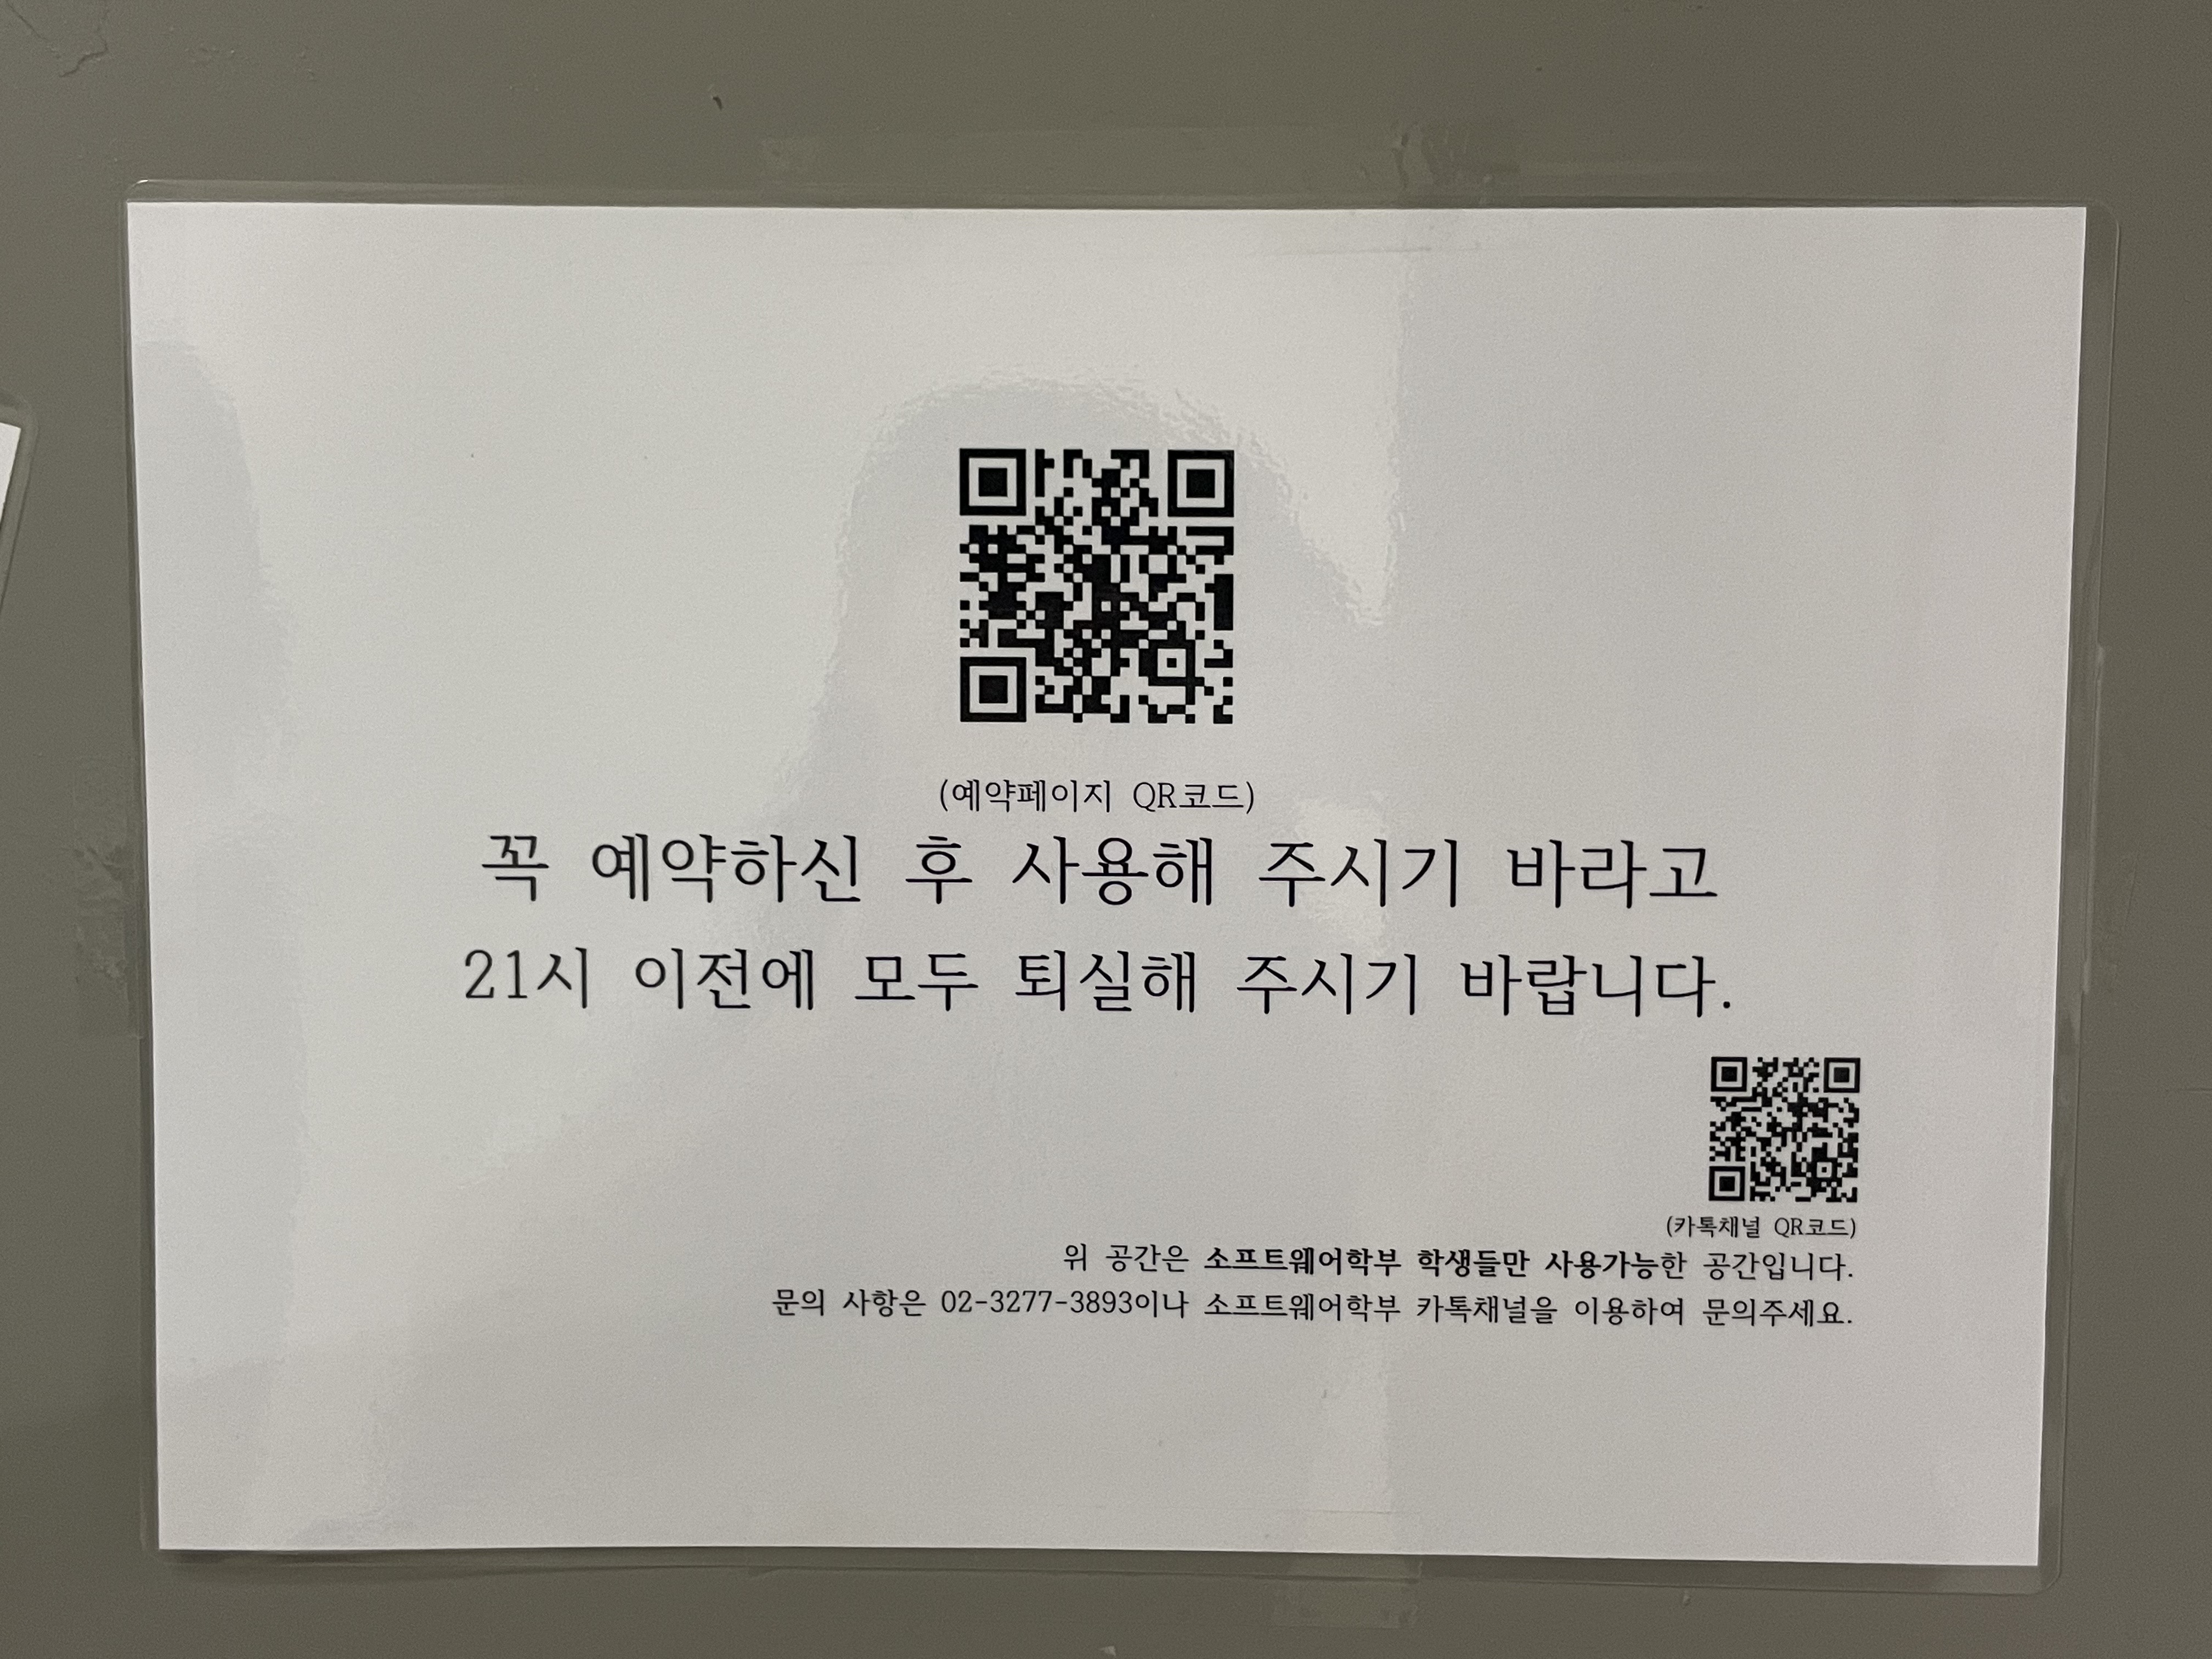 (예약페이지 QR코드)
꼭 예약하신 후 사용해 주시기 바라고
21시 이전에 모두 퇴실해 주시기 바랍니다.
(카톡채널 QR코드)
위 공간은 소프트웨어학부 학생들만 사용가능한 공간입니다.
문의 사항은 02-3277-3893이나 소프트웨어학부 카톡채널을 이용하여 문의주세요.